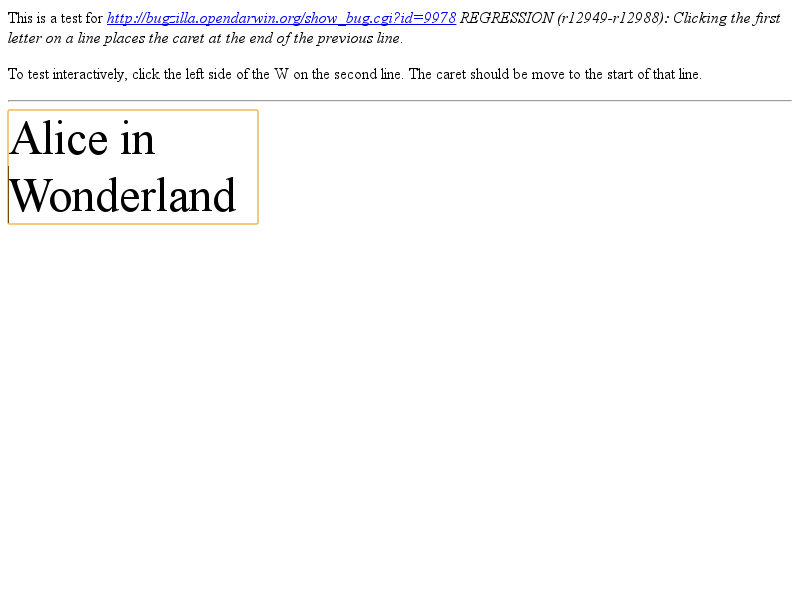 This is a test for http://bugzilla.opendarwin.org/show_bug.cgi?id=9978 REGRESSION (r12949-r12988): Clicking the first
letter on a line places the caret at the end of the previous line.
To test interactively, click the left side of the W on the second line. The caret should be move to the start of that line.
Alice in
Wonderland